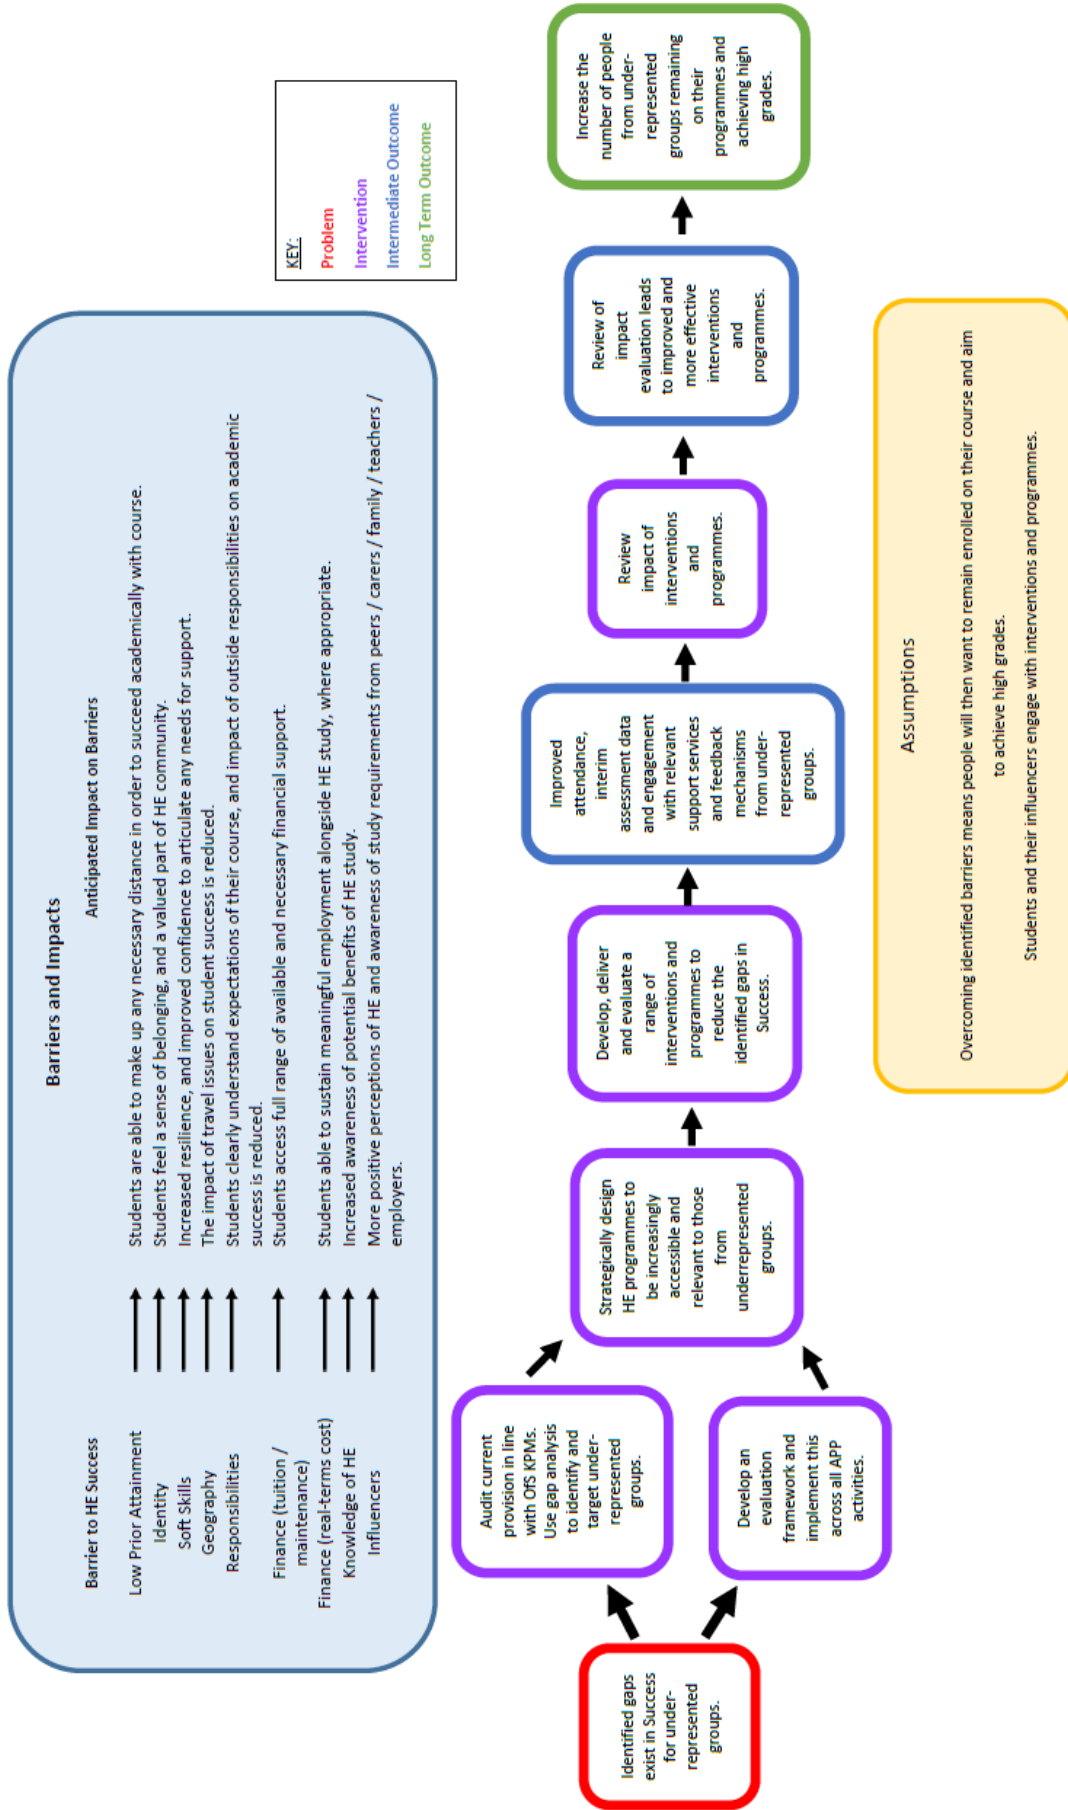 Barriers and Impacts
Barrier to HE Success
Anticipated Impact on Barriers
Low Prior Attainment
Students are able to make up any necessary distance in order to succeed academically with course.
Identity
Students feel a sense of belonging, and a valued part of HE community.
Soft Skills
Increased resilience, and improved confidence to articulate any needs for support.
Geography
The impact of travel issues on student success is reduced.
Responsibilities
Students clearly understand expectations of their course, and impact of outside responsibilities on academic
success is reduced.
Finance (tuition /
maintenance)
Students access full range of available and necessary financial support.
Finance (real-terms cost)
Students able to sustain meaningful employment alongside HE study, where appropriate.
Knowledge of HE
Increased awareness of potential benefits of HE study.
Influencers
More positive perceptions of HE and awareness of study requirements from peers / carers / family / teachers /
employers.
KEY:
Problem
Intervention
Intermediate Outcome
Long Term Outcome
Identified gaps
exist in Success
for under-
represented
groups.
Audit current
provision in line
with OfS KPMs.
Use gap analysis
to identify and
target under-
represented
groups.
Develop an
evaluation
framework and
implement this
across all APP
activities.
Strategically design
HE programmes to
be increasingly
accessible and
relevant to those
from
underrepresented
groups.
Develop, deliver
and evaluate a
range of
interventions and
programmes to
reduce the
identified gaps in
Success.
Improved
attendance,
interim
assessment data
and engagement
with relevant
support services
and feedback
mechanisms
from under-
represented
groups.
Review
impact of
interventions
and
programmes.
Review of
impact
evaluation leads
to improved and
more effective
interventions
and
programmes.
Increase the
number of people
from under-
represented
groups remaining
on their
programmes and
achieving high
grades.
Assumptions
Overcoming identified barriers means people will then want to remain enrolled on their course and aim
to achieve high grades.
Students and their influencers engage with interventions and programmes.